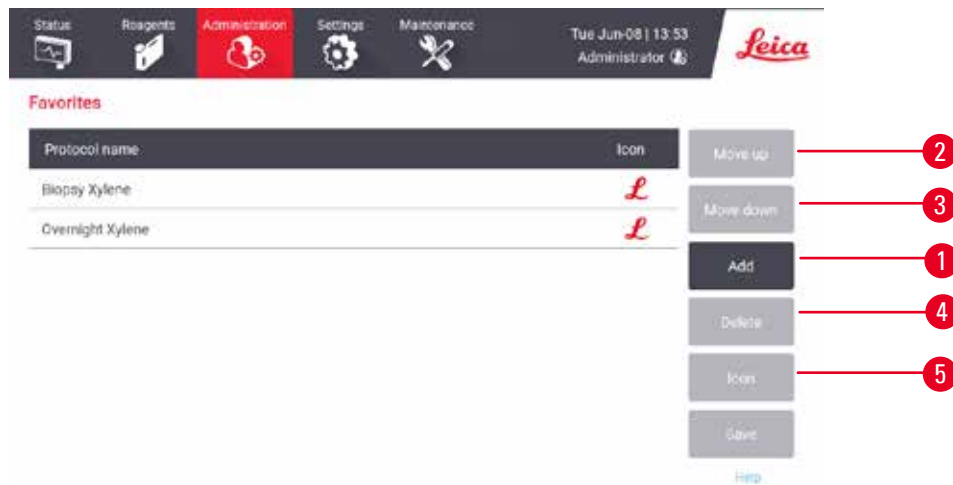 Status Reagents Administration Settings Maintenance
Tue Jun-08 | 13:53
Administrator
Leica
Favorites
Protocol name Icon
Biopsy Xylene L
Overnight Xylene L
Move up 2
Move down 3
Add 1
Delete 4
Icon 5
Save
Help